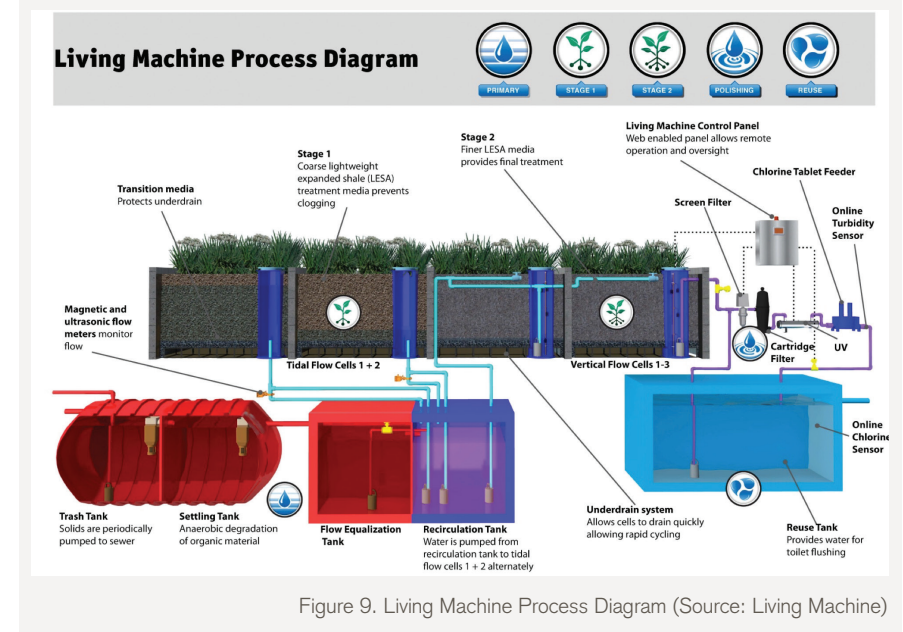 Living Machine Process Diagram
PRIMARY
STAGE 1
STAGE 2
POLISHING
REUSE
Transition media
Protects underdrain
Stage 1
Coarse lightweight
expanded shale (LESA)
treatment media prevents
clogging
Stage 2
Finer LESA media
provides final treatment
Living Machine Control Panel
Web enabled panel allows remote
operation and oversight
Chlorine Tablet Feeder
Screen Filter
Online
Turbidity
Sensor
Magnetic and
ultrasonic flow
meters monitor
flow
Tidal Flow Cells 1 + 2
Vertical Flow Cells 1-3
Cartridge
Filter
UV
Online
Chlorine
Sensor
Trash Tank
Solids are periodically
pumped to sewer
Settling Tank
Anaerobic degradation
of organic material
Flow Equalization
Tank
Recirculation Tank
Water is pumped from
recirculation tank to tidal
flow cells 1 + 2 alternately
Underdrain system
Allows cells to drain quickly
allowing rapid cycling
Reuse Tank
Provides water for
toilet flushing
Figure 9. Living Machine Process Diagram (Source: Living Machine)